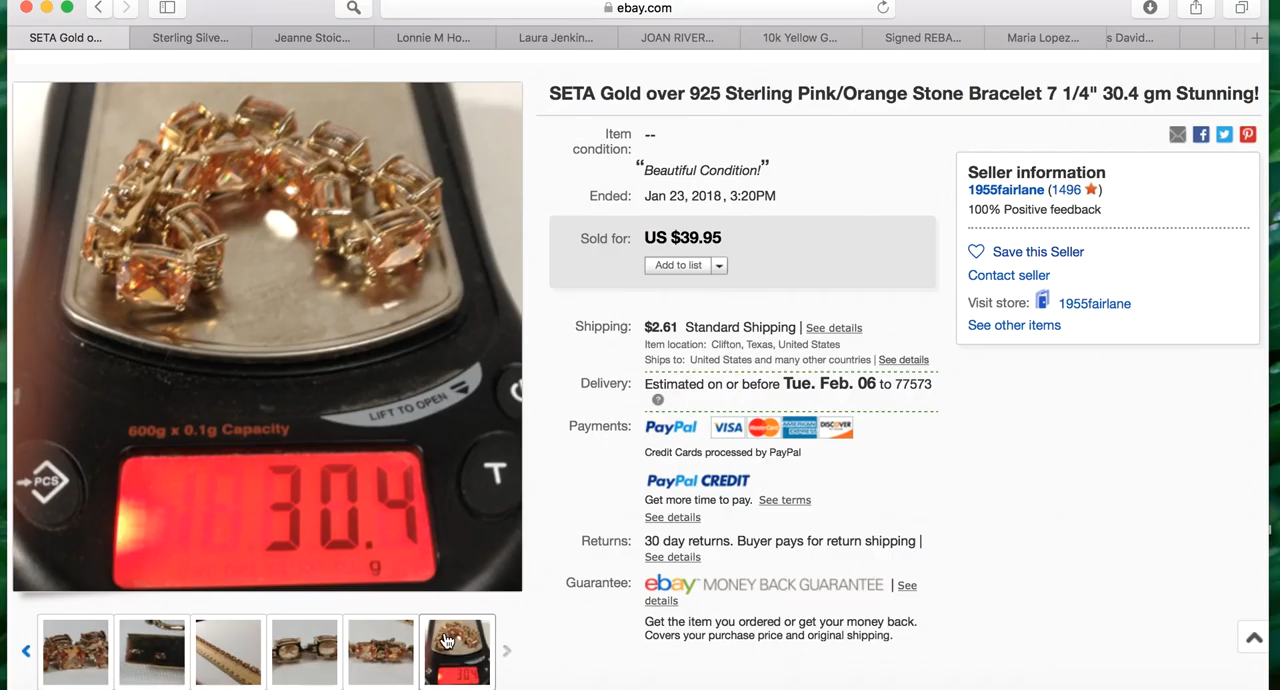 ebay.com
SETA Gold o...
Sterling Silve...
Jeanne Stoic...
Lonnie M Ho...
Laura Jenkin...
JOAN RIVER...
10k Yellow G...
Signed REBA...
Maria Lopez...
s David...
LIFT TO OPEN
600g x 0.1g Capacity
PCS
T
30.4
g
SETA Gold over 925 Sterling Pink/Orange Stone Bracelet 7 1/4" 30.4 gm Stunning!
Item condition: --
“Beautiful Condition!”
Ended: Jan 23, 2018, 3:20PM
Sold for: US $39.95
Add to list
Shipping: $2.61 Standard Shipping | See details
Item location: Clifton, Texas, United States
Ships to: United States and many other countries | See details
Delivery: Estimated on or before Tue. Feb. 06 to 77573
?
Payments: PayPal VISA MasterCard AMERICAN EXPRESS DISCOVER
Credit Cards processed by PayPal
PayPal CREDIT
Get more time to pay. See terms
See details
Returns: 30 day returns. Buyer pays for return shipping |
See details
Guarantee: ebay MONEY BACK GUARANTEE | See
details
Get the item you ordered or get your money back.
Covers your purchase price and original shipping.
Seller information
1955fairlane (1496 ★)
100% Positive feedback
Save this Seller
Contact seller
Visit store: 1955fairlane
See other items